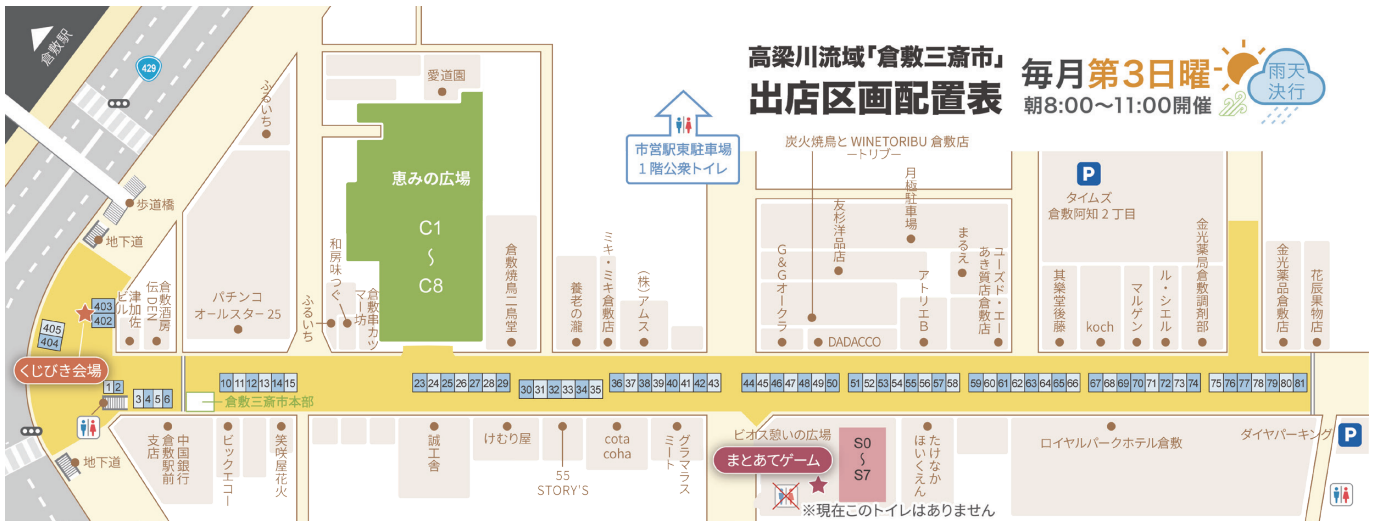 高梁川流域「倉敷三斎市」
出店区画配置表
毎月第3日曜
朝8:00〜11:00開催
雨天
決行
倉敷駅
429
歩道橋
地下道
ふるいち
パチンコ
オールスター25
愛道園
恵みの広場
C1
〜
C8
市営駅東駐車場
1階公衆トイレ
炭火焼鳥と WINETORIBU 倉敷店
ートリブー
月極駐車場
友杉洋品店
G&Gオークラ
DADACCO
アトリエB
まるえ
ユーズド・エー
あき質店倉敷店
P
タイムズ
倉敷阿知2丁目
其樂堂後藤
koch
マルゲン
ル・シエル
金光薬局倉敷調剤部
金光薬品倉敷店
花辰果物店
津加佐
ビル
倉敷酒房
伝DEN
ふるいち
和房味つぐ
倉敷串カツ
マー坊
倉敷焼鳥二鳥堂
養老の瀧
ミキ・ミキ倉敷店
(株)アムス
403
402
405
404
くじびき会場
1 2
3 4 5 6
10 11 12 13 14 15
23 24 25 26 27 28 29
30 31 32 33 34 35
36 37 38 39 40 41 42 43
44 45 46 47 48 49 50
51 52 53 54 55 56 57 58
59 60 61 62 63 64 65 66
67 68 69 70 71 72 73 74
75 76 77 78 79 80 81
倉敷三斎市本部
地下道
中国銀行
倉敷駅前
支店
ビックエコー
笑咲屋花火
誠工舎
けむり屋
55
STORY'S
cota
coha
グラマラス
ミート
ビオス憩いの広場
まとあてゲーム
S0
〜
S7
たけなか
ほいくえん
ロイヤルパークホテル倉敷
ダイヤパーキング
P
※現在このトイレはありません